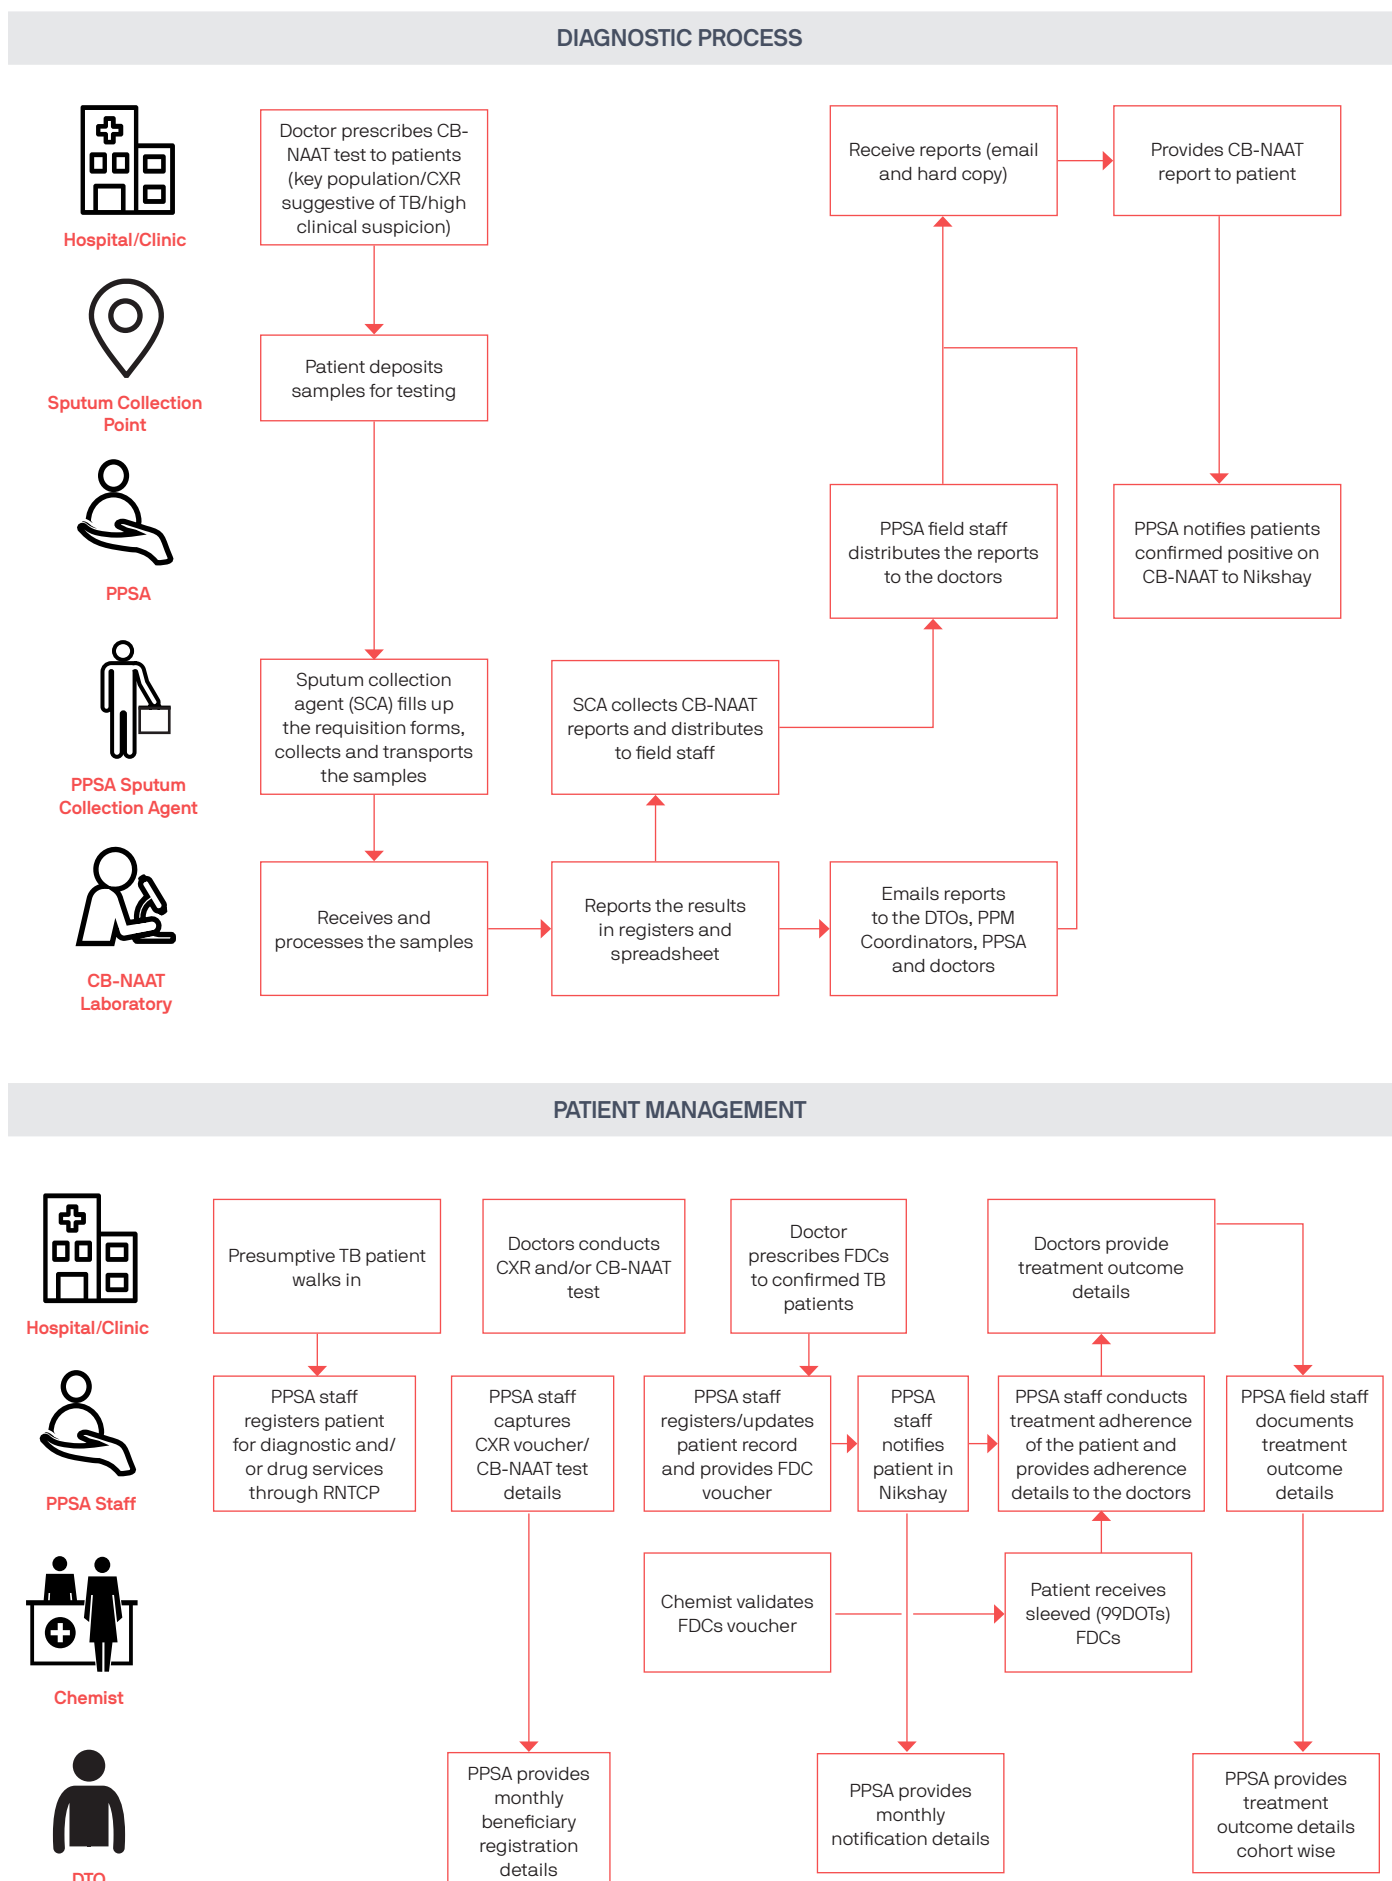 DIAGNOSTIC PROCESS
Hospital/Clinic
Doctor prescribes CB-
NAAT test to patients
(key population/CXR
suggestive of TB/high
clinical suspicion)
Receive reports (email
and hard copy)
Provides CB-NAAT
report to patient
Sputum Collection
Point
Patient deposits
samples for testing
PPSA
PPSA field staff
distributes the reports
to the doctors
PPSA notifies patients
confirmed positive on
CB-NAAT to Nikshay
PPSA Sputum
Collection Agent
Sputum collection
agent (SCA) fills up
the requisition forms,
collects and transports
the samples
SCA collects CB-NAAT
reports and distributes
to field staff
CB-NAAT
Laboratory
Receives and
processes the samples
Reports the results
in registers and
spreadsheet
Emails reports
to the DTOs, PPM
Coordinators, PPSA
and doctors
PATIENT MANAGEMENT
Hospital/Clinic
Presumptive TB patient
walks in
Doctors conducts
CXR and/or CB-NAAT
test
Doctor
prescribes FDCs
to confirmed TB
patients
Doctors provide
treatment outcome
details
PPSA Staff
PPSA staff
registers patient
for diagnostic and/
or drug services
through RNTCP
PPSA staff
captures
CXR voucher/
CB-NAAT test
details
PPSA staff
registers/updates
patient record
and provides FDC
voucher
PPSA
staff
notifies
patient in
Nikshay
PPSA staff conducts
treatment adherence
of the patient and
provides adherence
details to the doctors
PPSA field staff
documents
treatment
outcome
details
Chemist
Chemist validates
FDCs voucher
Patient receives
sleeved (99DOTs)
FDCs
DTO
PPSA provides
monthly
beneficiary
registration
details
PPSA provides
monthly
notification details
PPSA provides
treatment
outcome details
cohort wise